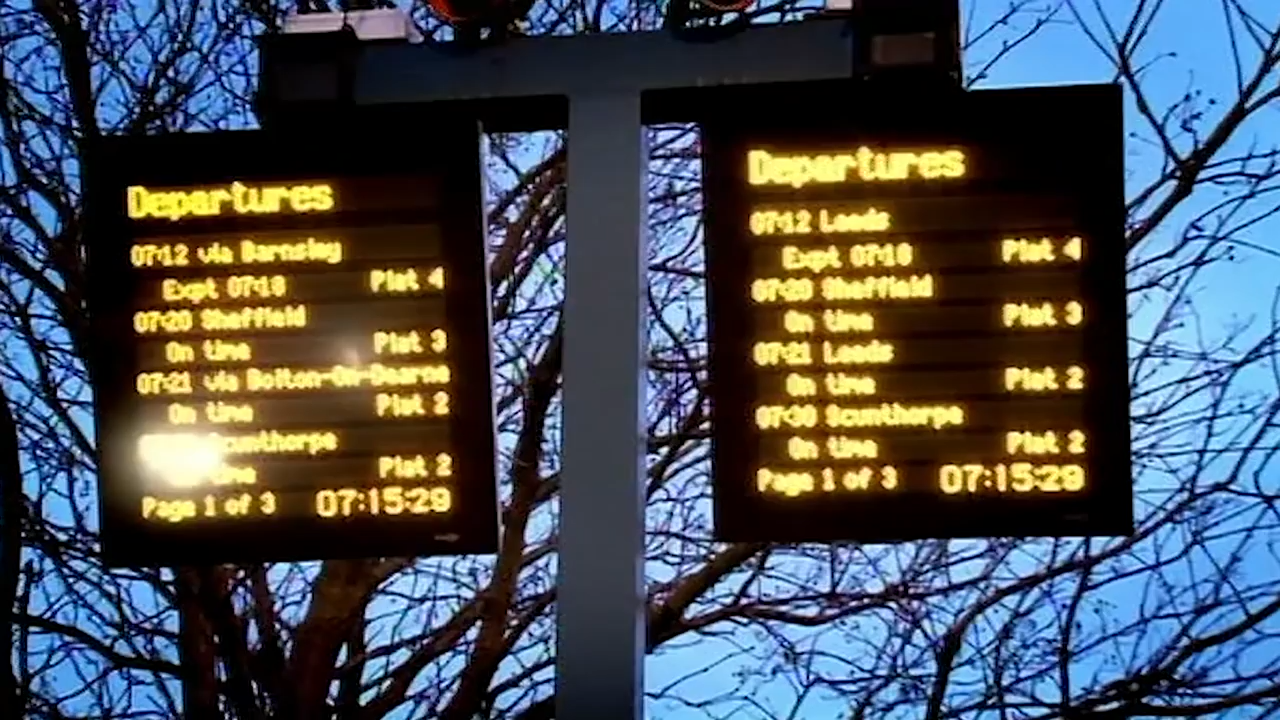 Departures
07:12 via Barnsley
Expt 07:18 Plat 4
07:20 Sheffield
On time Plat 3
07:21 via Bolton-On-Dearne
On time Plat 2
Scunthorpe
time Plat 2
Page 1 of 3 07:15:29
Departures
07:12 Leeds
Expt 07:18 Plat 4
07:20 Sheffield
On time Plat 3
07:21 Leeds
On time Plat 2
07:30 Scunthorpe
On time Plat 2
Page 1 of 3 07:15:29